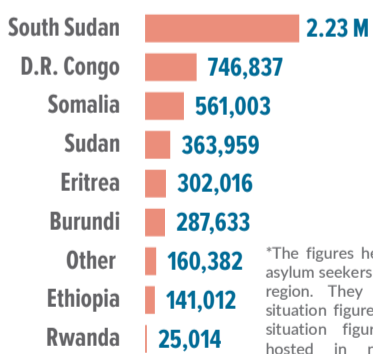 South Sudan 2.23 M
D.R. Congo 746,837
Somalia 561,003
Sudan 363,959
Eritrea 302,016
Burundi 287,633
Other 160,382
Ethiopia 141,012
Rwanda 25,014
*The figures
asylum seekers
region. They
situation figure
situation
hosted in